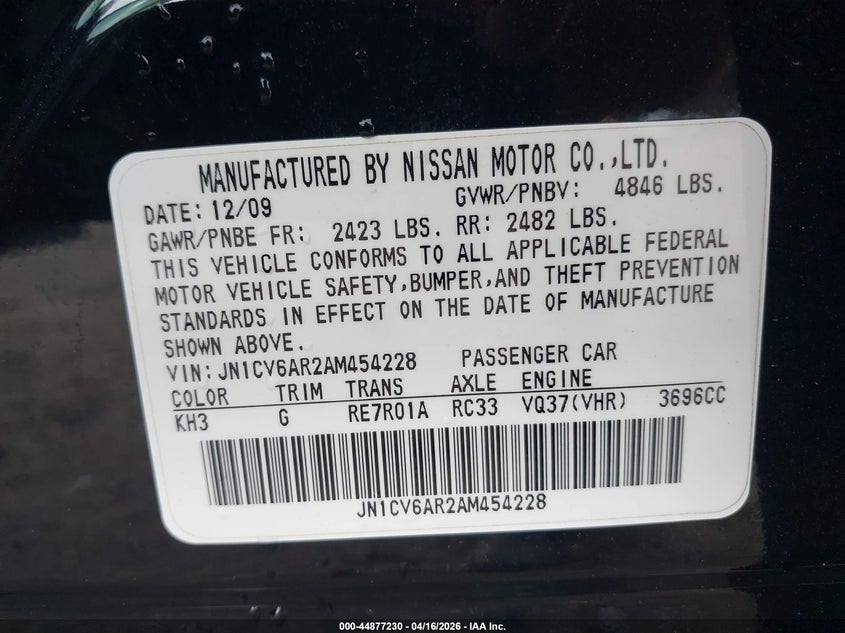 MANUFACTURED BY NISSAN MOTOR CO.,LTD.
DATE: 12/09 GVWR/PNBV: 4846 LBS.
GAWR/PNBE FR: 2423 LBS. RR: 2482 LBS.
THIS VEHICLE CONFORMS TO ALL APPLICABLE FEDERAL
MOTOR VEHICLE SAFETY,BUMPER,AND THEFT PREVENTION
STANDARDS IN EFFECT ON THE DATE OF MANUFACTURE
SHOWN ABOVE.
VIN:JN1CV6AR2AM454228 PASSENGER CAR
COLOR TRIM TRANS AXLE ENGINE
KH3 G RE7R01A RC33 VQ37(VHR) 3696CC
JN1CV6AR2AM454228
000-44877230 - 04/16/2026 - IAA Inc.